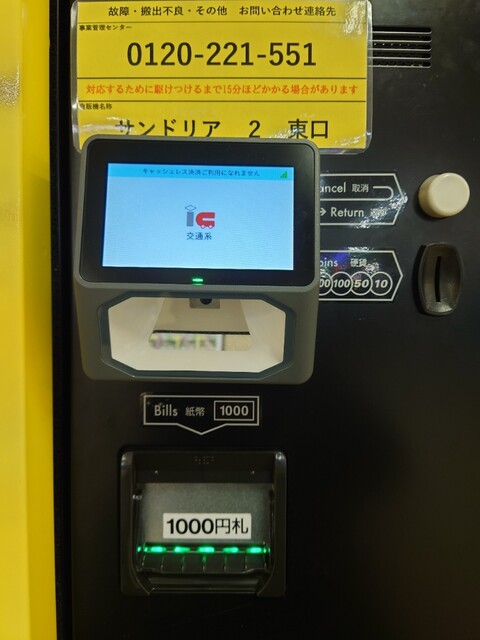 故障・搬出不良・その他 お問い合わせ連絡先
事業管理センター
0120-221-551
対応するために駆けつけるまで15分ほどかかる場合があります
自販機名称
サンドリア 2 東口
キャッシュレス決済ご利用になれません
ic
交通系
ancel 取消
→ Return
oins 硬貨
00 100 50 10
Bills 紙幣 1000
1000円札